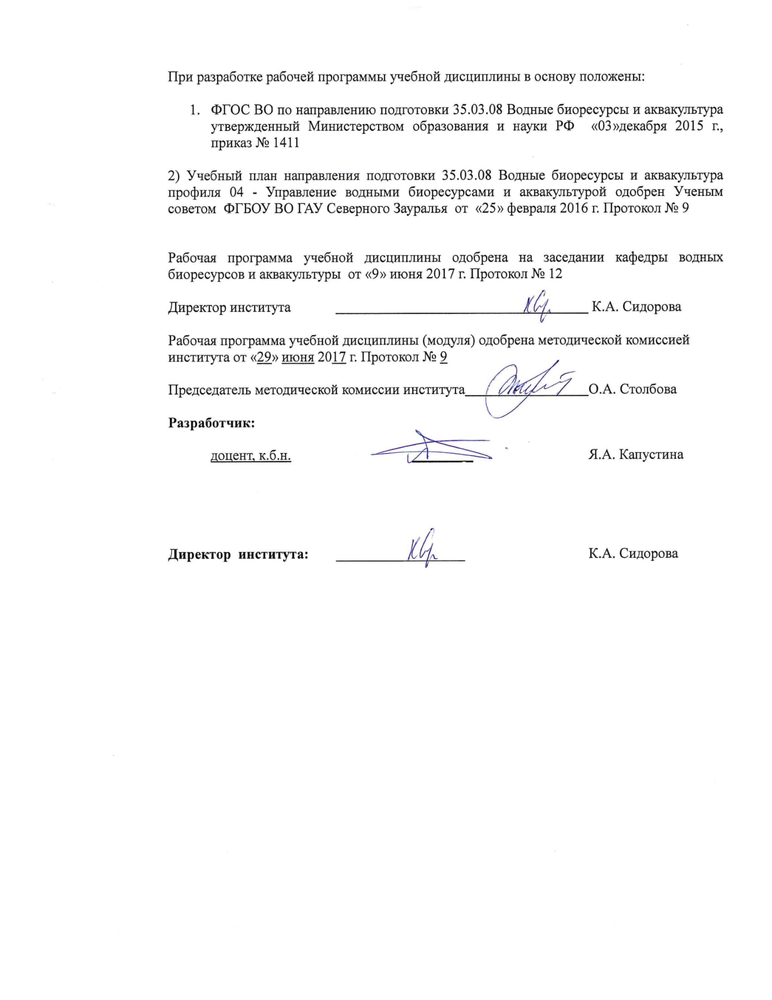 При разработке рабочей программы учебной дисциплины в основу положены:
1. ФГОС ВО по направлению подготовки 35.03.08 Водные биоресурсы и аквакультура
утвержденный Министерством образования и науки РФ «03»декабря 2015 г.,
приказ № 1411
2) Учебный план направления подготовки 35.03.08 Водные биоресурсы и аквакультура
профиля 04 - Управление водными биоресурсами и аквакультурой одобрен Ученым
советом ФГБОУ ВО ГАУ Северного Зауралья от «25» февраля 2016 г. Протокол № 9
Рабочая программа учебной дисциплины одобрена на заседании кафедры водных
биоресурсов и аквакультуры от «9» июня 2017 г. Протокол № 12
Директор института К.А. Сидорова
Рабочая программа учебной дисциплины (модуля) одобрена методической комиссией
института от «29» июня 2017 г. Протокол № 9
Председатель методической комиссии института О.А. Столбова
Разработчик:
доцент, к.б.н. Я.А. Капустина
Директор института: К.А. Сидорова